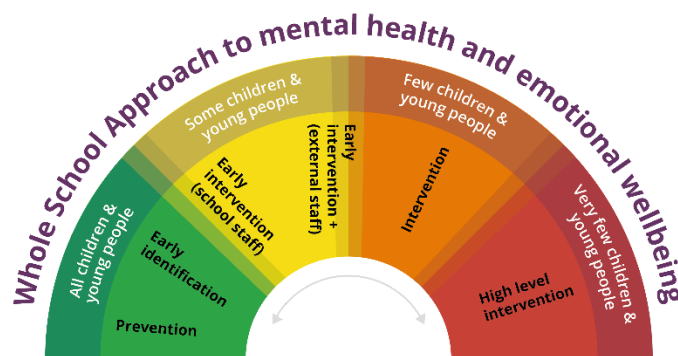 Whole School Approach to mental health and emotional wellbeing
All children &
young people
Some children &
young people
Few children &
young people
Very few children &
young people
Prevention
Early
identification
Early
intervention
(school staff)
Early
intervention +
(external staff)
Intervention
High level
intervention